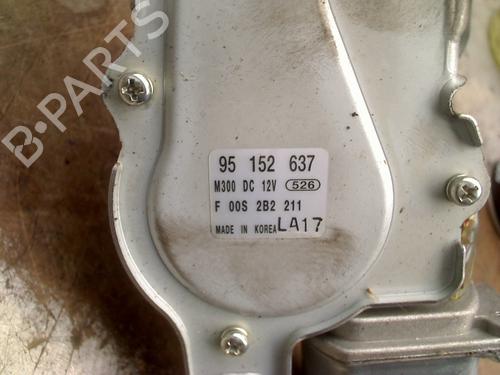 B-PARTS
95 152 637
M300 DC 12V 526
F 00S 2B2 211
MADE IN KOREA LA17